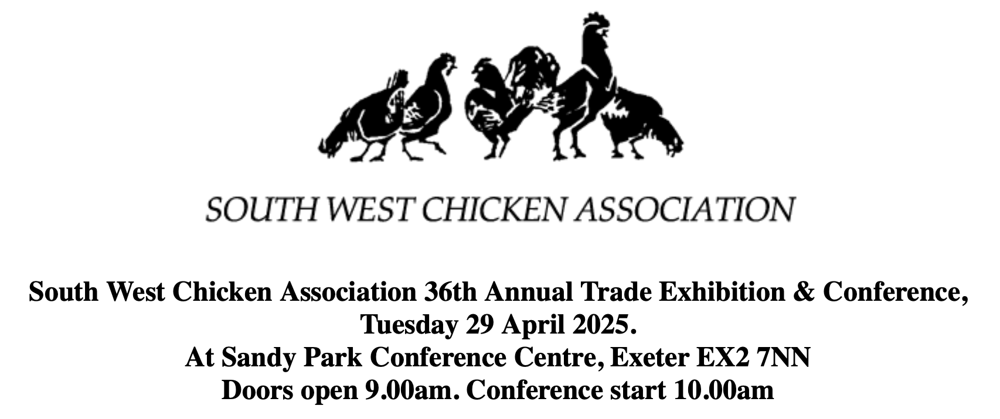 SOUTH WEST CHICKEN ASSOCIATION
South West Chicken Association 36th Annual Trade Exhibition & Conference,
Tuesday 29 April 2025.
At Sandy Park Conference Centre, Exeter EX2 7NN
Doors open 9.00am. Conference start 10.00am